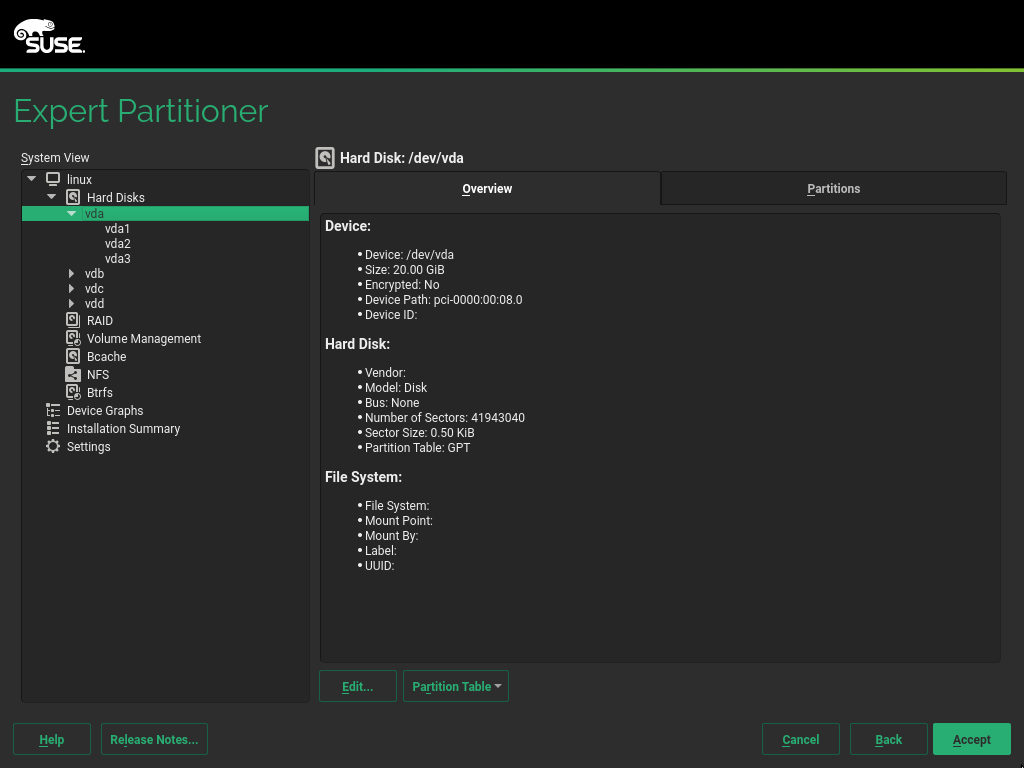 SUSE.
Expert Partitioner
System View
linux
Hard Disks
vda
vda1
vda2
vda3
vdb
vdc
vdd
RAID
Volume Management
Bcache
NFS
Btrfs
Device Graphs
Installation Summary
Settings
Hard Disk: /dev/vda
Overview
Partitions
Device:
• Device: /dev/vda
• Size: 20.00 GiB
• Encrypted: No
• Device Path: pci-0000:00:08.0
• Device ID:
Hard Disk:
• Vendor:
• Model: Disk
• Bus: None
• Number of Sectors: 41943040
• Sector Size: 0.50 KiB
• Partition Table: GPT
File System:
• File System:
• Mount Point:
• Mount By:
• Label:
• UUID:
Edit...
Partition Table
Help
Release Notes...
Cancel
Back
Accept